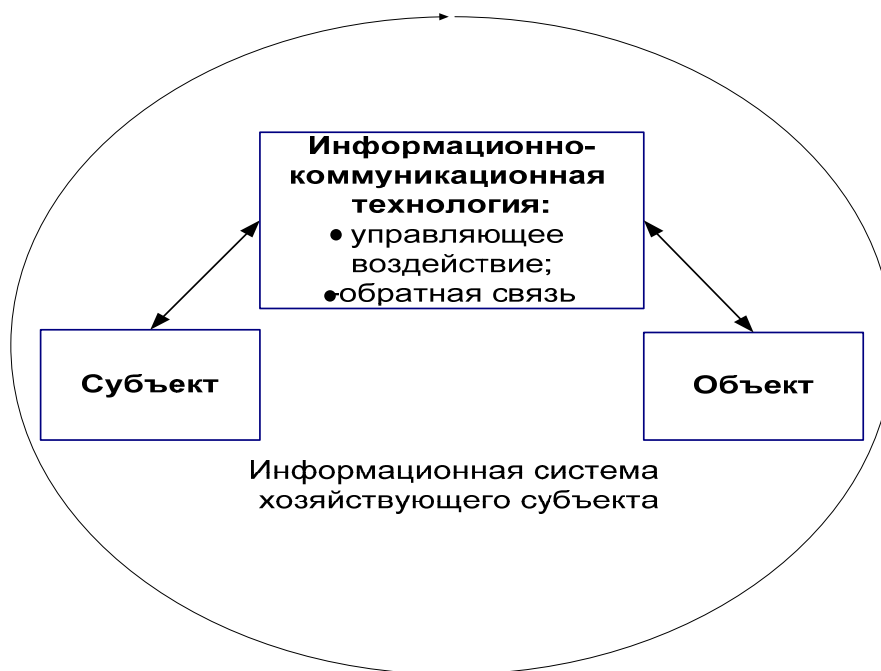 Информационно-
коммуникационная
технология:
• управляющее
воздействие;
• обратная связь
Субъект
Объект
Информационная система
хозяйствующего субъекта